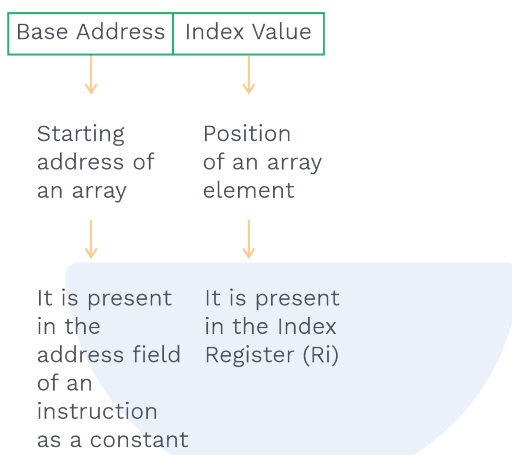 Base Address
Index Value
Starting
address of
an array
Position
of an array
element
It is present
in the
address field
of an
instruction
as a constant
It is present
in the Index
Register (Ri)